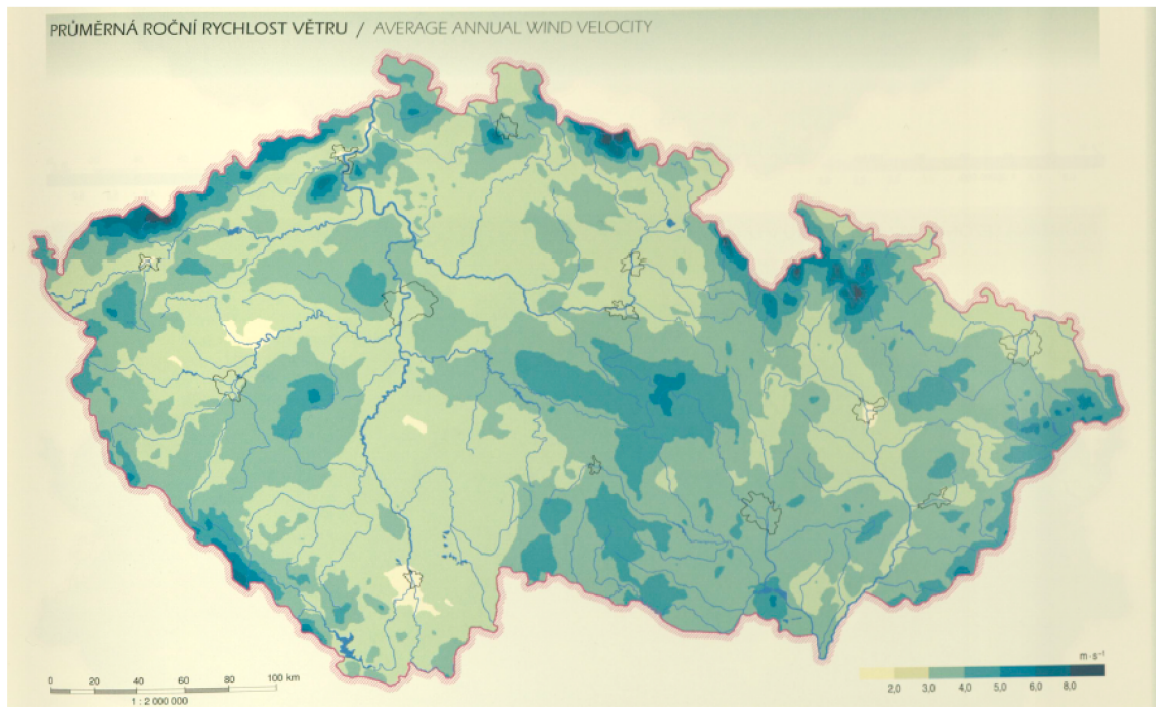 PRŮMĚRNÁ ROČNÍ RYCHLOST VĚTRU / AVERAGE ANNUAL WIND VELOCITY
m·s⁻¹
2,0 3,0 4,0 5,0 6,0 8,0
0 20 40 60 80 100 km
1 : 2 000 000